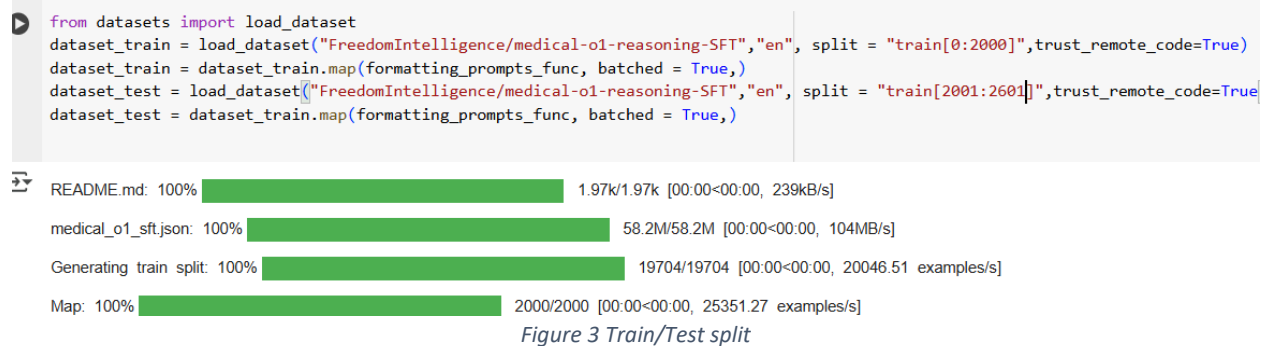 from datasets import load_dataset
dataset_train = load_dataset("FreedomIntelligence/medical-o1-reasoning-SFT","en", split = "train[0:2000]",trust_remote_code=True)
dataset_train = dataset_train.map(formatting_prompts_func, batched = True,)
dataset_test = load_dataset("FreedomIntelligence/medical-o1-reasoning-SFT","en", split = "train[2001:2601]",trust_remote_code=True
dataset_test = dataset_train.map(formatting_prompts_func, batched = True,)
README.md: 100% 1.97k/1.97k [00:00<00:00, 239kB/s]
medical_o1_sft.json: 100% 58.2M/58.2M [00:00<00:00, 104MB/s]
Generating train split: 100% 19704/19704 [00:00<00:00, 20046.51 examples/s]
Map: 100% 2000/2000 [00:00<00:00, 25351.27 examples/s]
Figure 3 Train/Test split